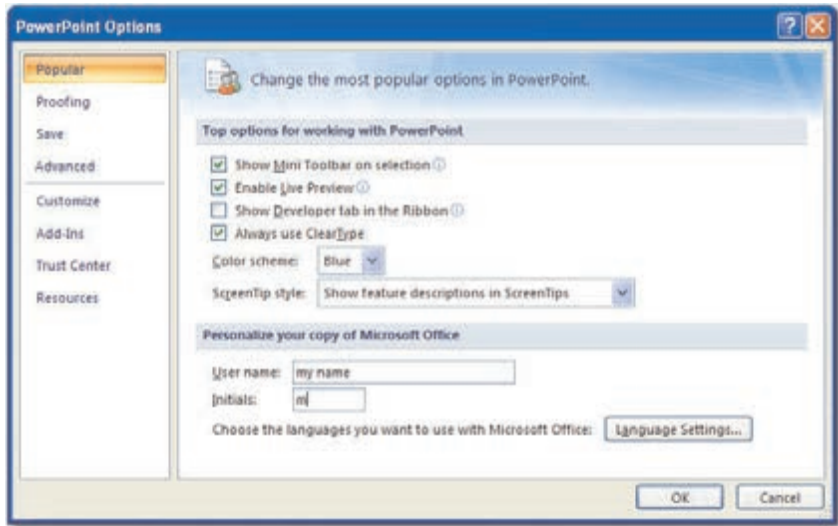 PowerPoint Options
Popular
Proofing
Save
Advanced
Customize
Add-Ins
Trust Center
Resources
Change the most popular options in PowerPoint.
Top options for working with PowerPoint
Show Mini Toolbar on selection
Enable Live Preview
Show Developer tab in the Ribbon
Always use ClearType
Color scheme: Blue
ScreenTip style: Show feature descriptions in ScreenTips
Personalize your copy of Microsoft Office
User name: my name
Initials: m
Choose the languages you want to use with Microsoft Office: Language Settings...
OK Cancel